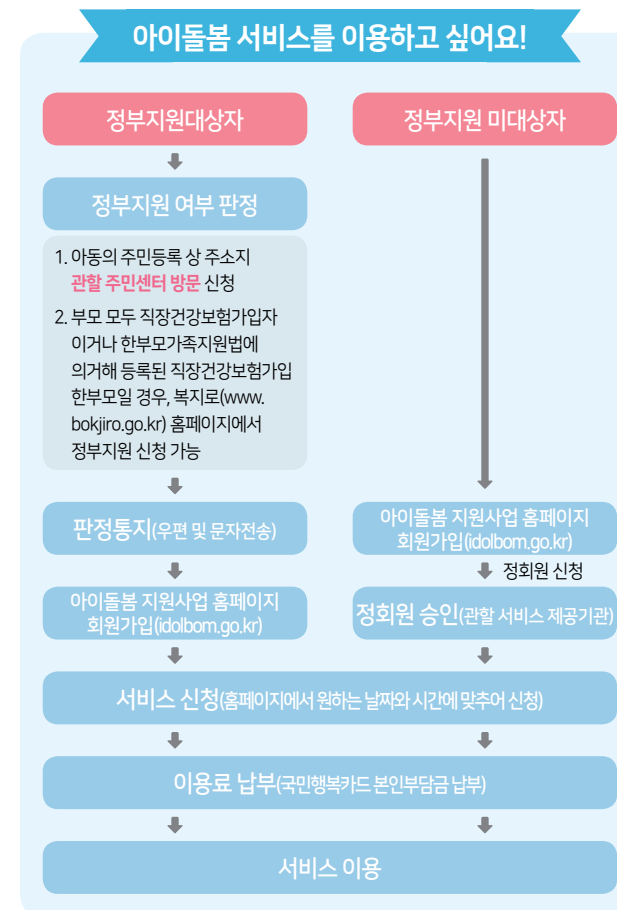 아이돌봄 서비스를 이용하고 싶어요!
정부지원대상자
정부지원 여부 판정
1. 아동의 주민등록 상 주소지
관할 주민센터 방문 신청
2. 부모 모두 직장건강보험가입자
이거나 한부모가족지원법에
의거해 등록된 직장건강보험가입
한부모일 경우, 복지로(www.
bokjiro.go.kr) 홈페이지에서
정부지원 신청 가능
판정통지(우편 및 문자전송)
아이돌봄 지원사업 홈페이지
회원가입(idolbom.go.kr)
정부지원 미대상자
아이돌봄 지원사업 홈페이지
회원가입(idolbom.go.kr)
정회원 신청
정회원 승인(관할 서비스 제공기관)
서비스 신청(홈페이지에서 원하는 날짜와 시간에 맞추어 신청)
이용료 납부(국민행복카드 본인부담금 납부)
서비스 이용